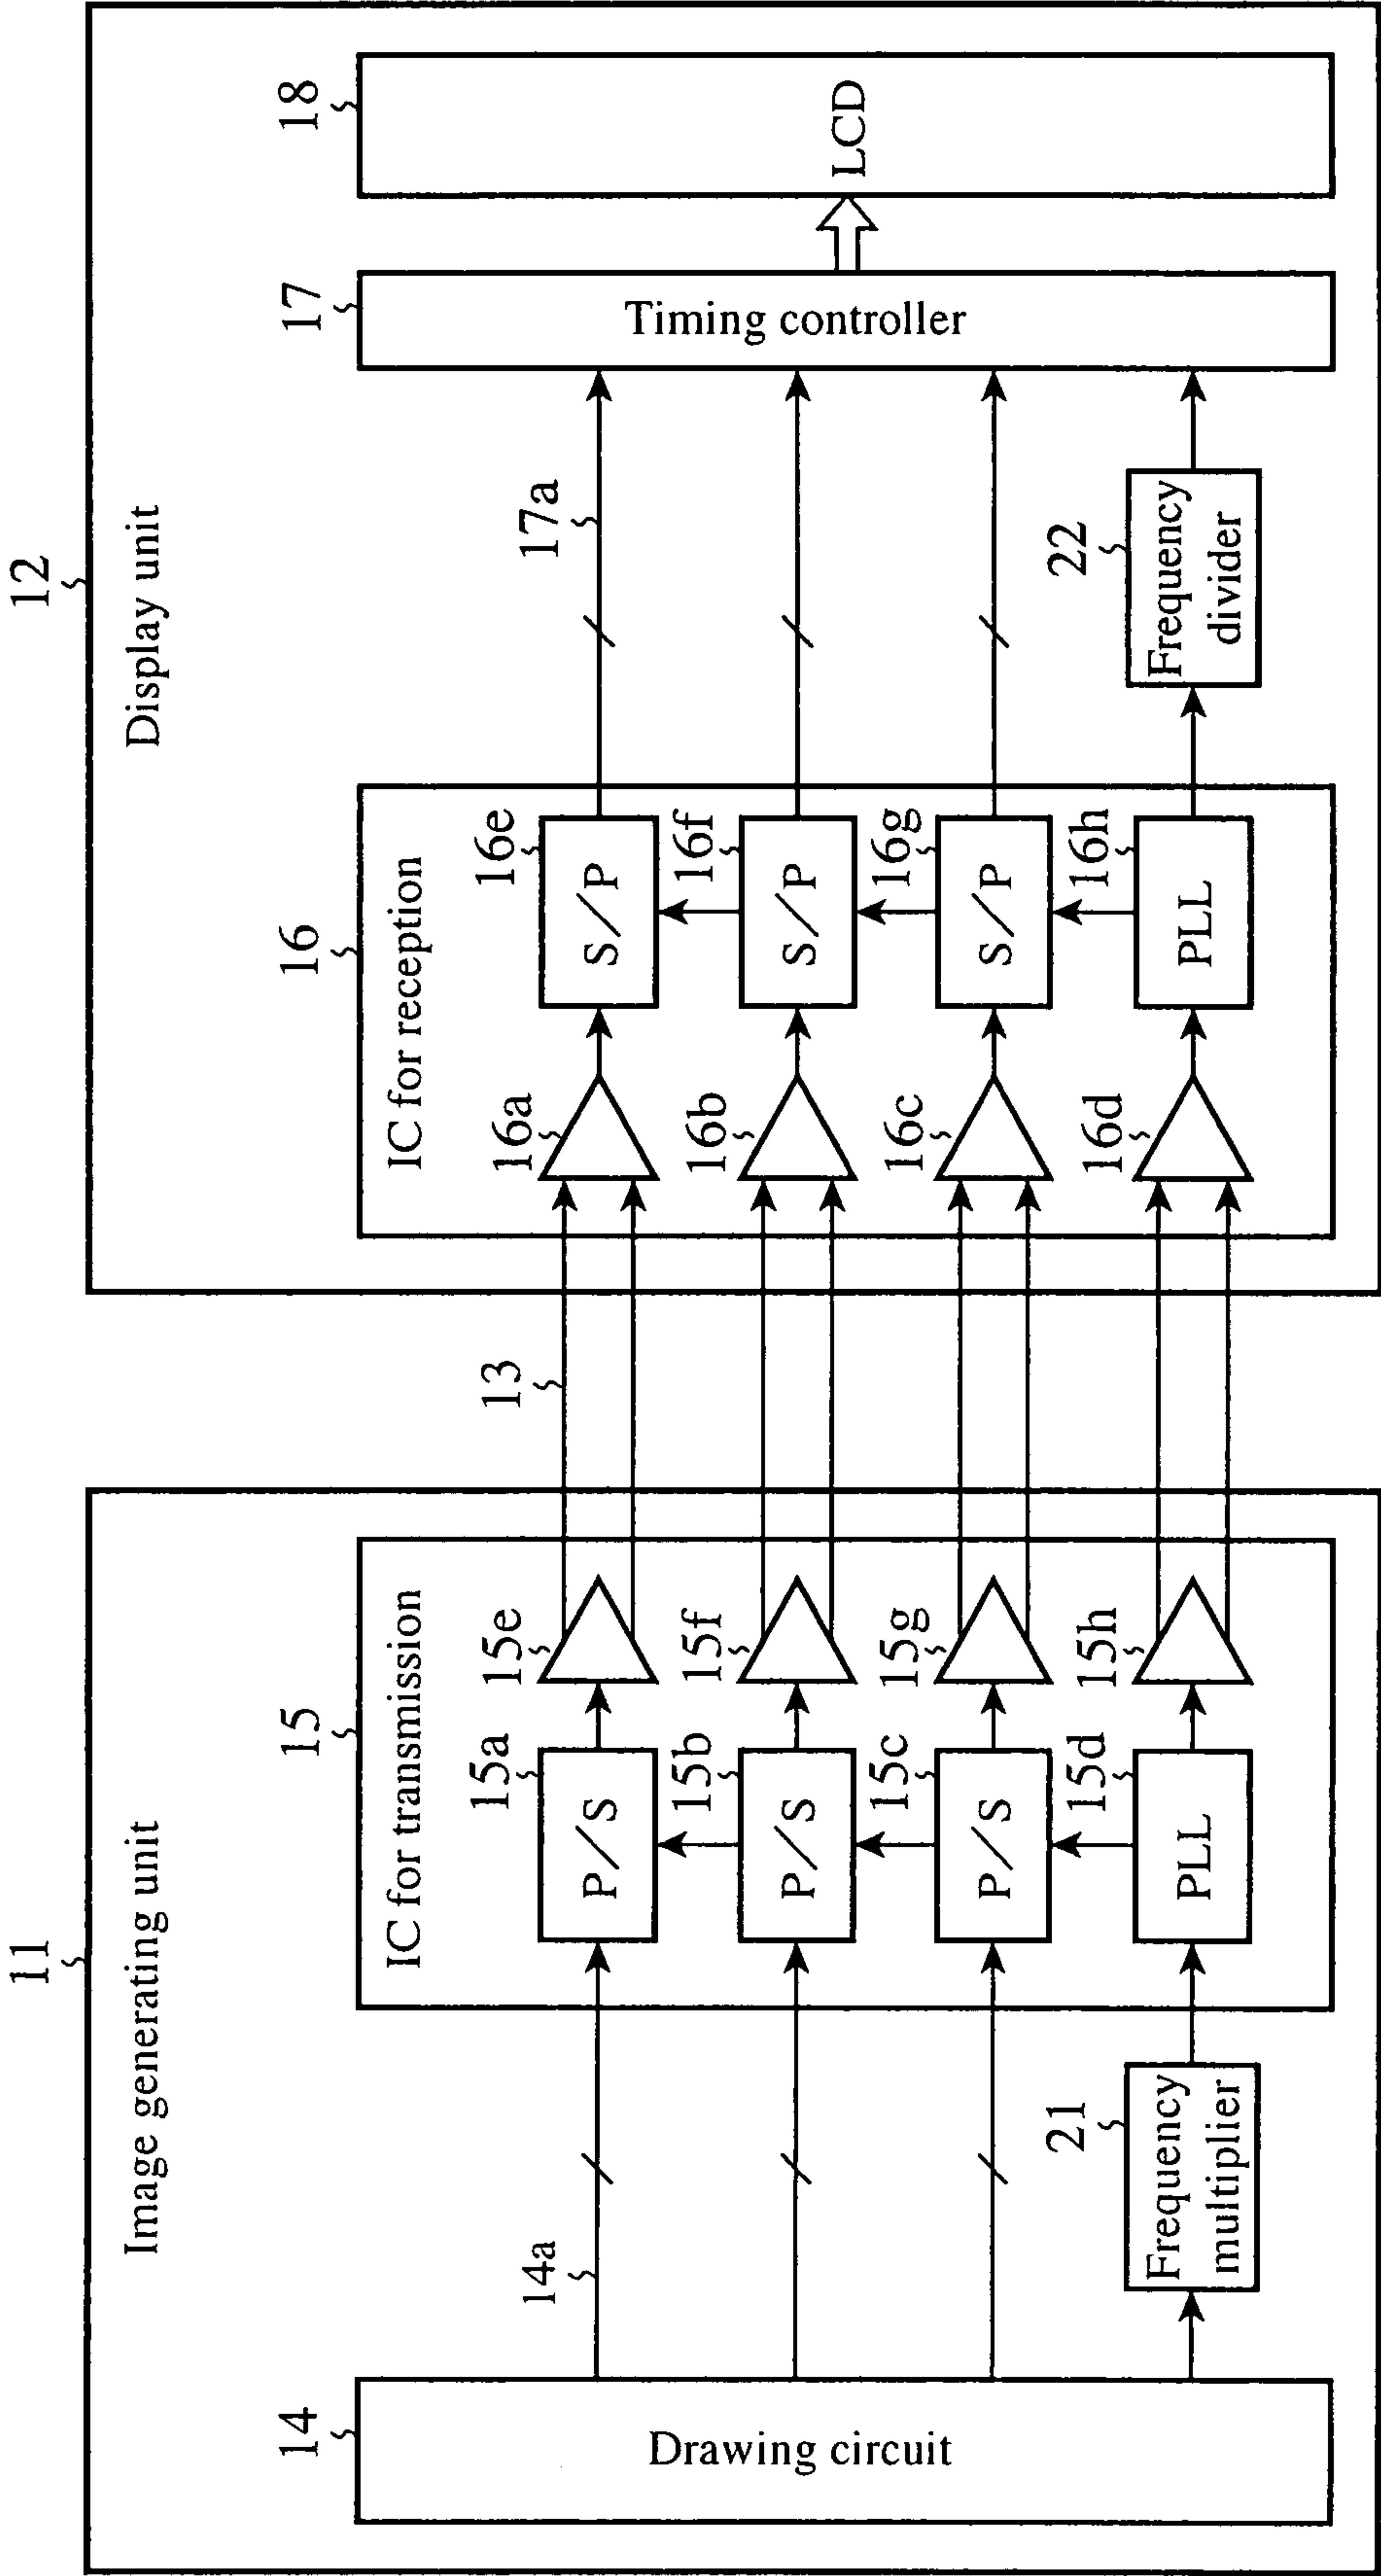 11
Image generating unit
14
Drawing circuit
14a
21
Frequency
multiplier
15
IC for transmission
15a
P/S
15e
15b
P/S
15f
15c
P/S
15g
15d
PLL
15h
13
12
Display unit
16
IC for reception
16a
16e
S/P
16b
16f
S/P
16c
16g
S/P
16d
16h
PLL
17a
22
Frequency
divider
17
Timing controller
18
LCD